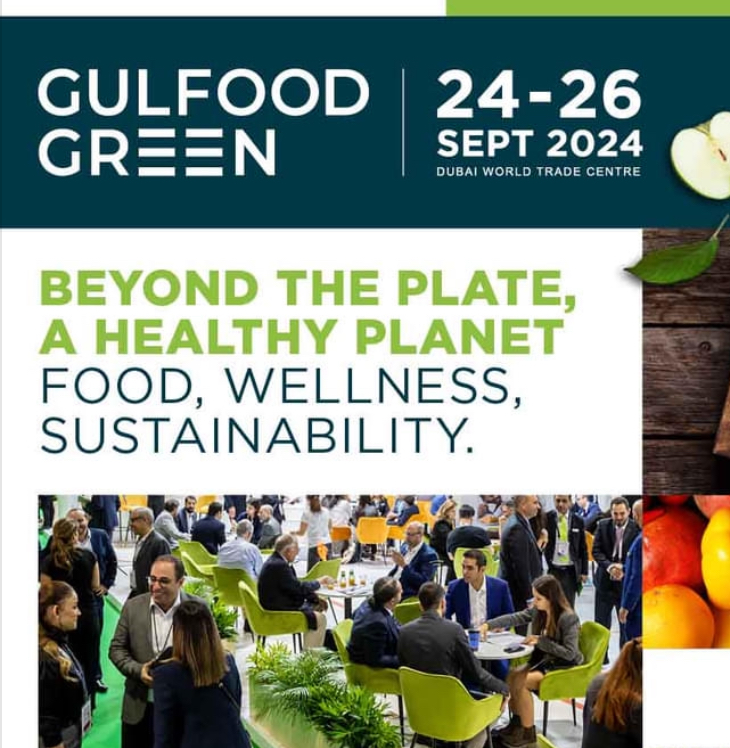 GULFOOD
GREEN
24-26
SEPT 2024
DUBAI WORLD TRADE CENTRE
BEYOND THE PLATE,
A HEALTHY PLANET
FOOD, WELLNESS,
SUSTAINABILITY.